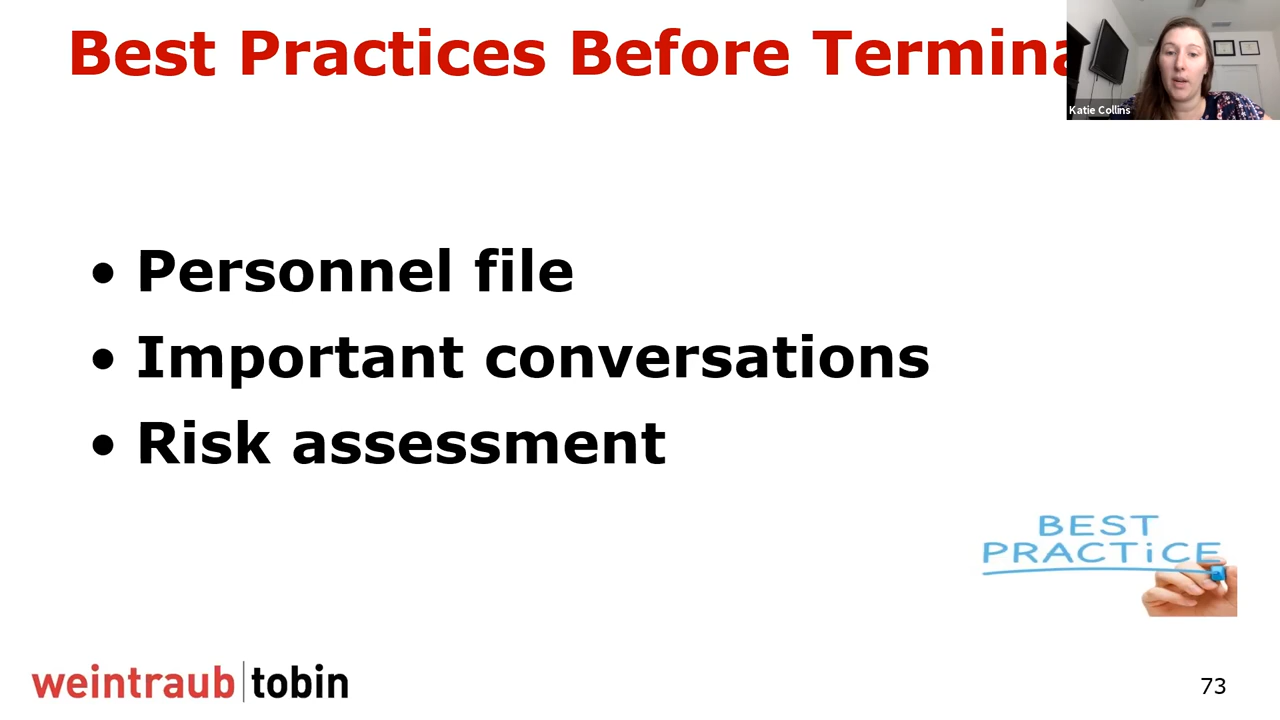 Best Practices Before Termina
Katie Collins
• Personnel file
• Important conversations
• Risk assessment
BEST
PRACTiCE
weintraub|tobin
73